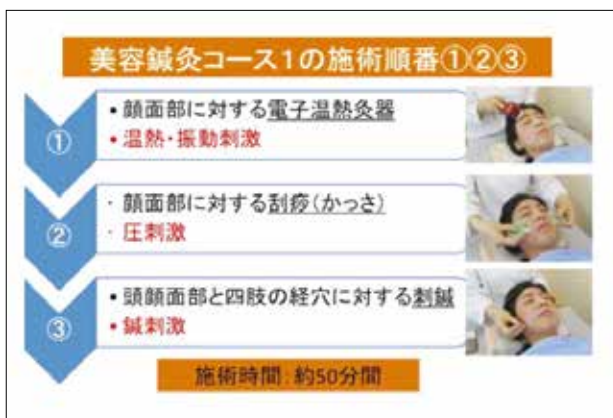 美容鍼灸コース1の施術順番①②③
①
• 顔面部に対する電子温熱灸器
• 温熱・振動刺激
②
· 顔面部に対する刮痧(かっさ)
· 圧刺激
③
• 頭顔面部と四肢の経穴に対する刺鍼
• 鍼刺激
施術時間:約50分間